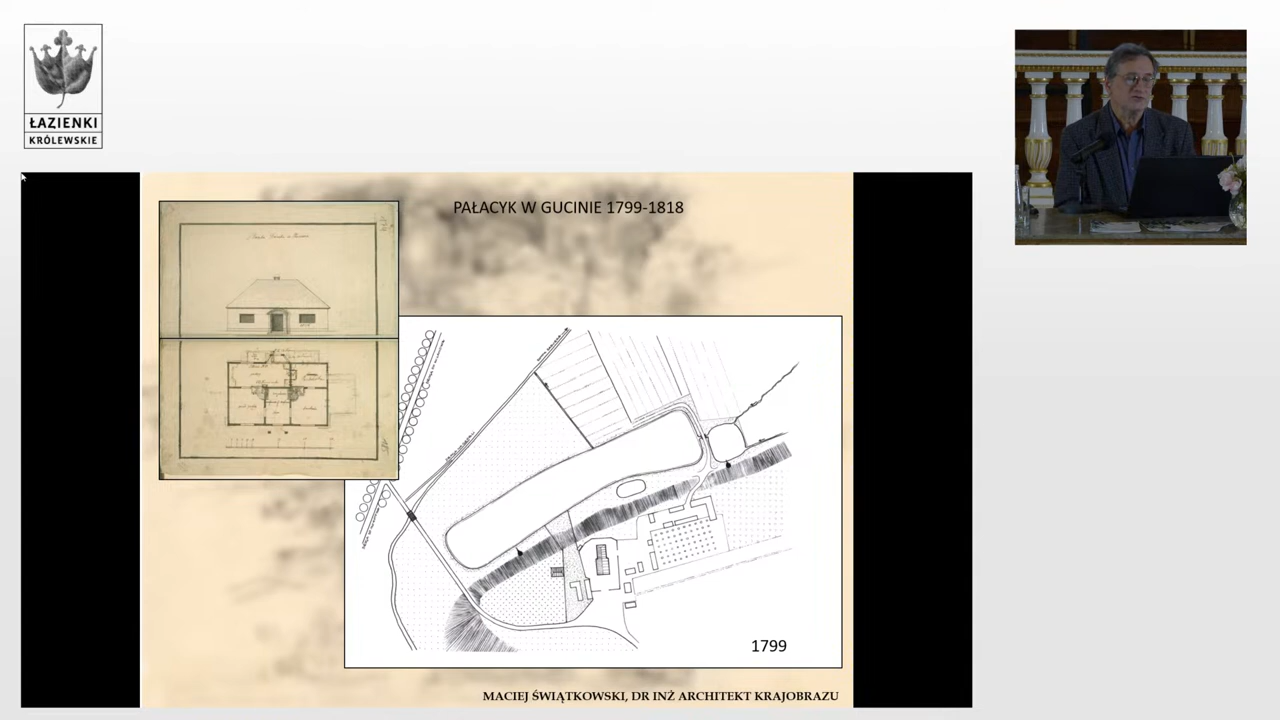 ŁAZIENKI
KRÓLEWSKIE
PAŁACYK W GUCINIE 1799-1818
1799
MACIEJ ŚWIĄTKOWSKI, DR INŻ ARCHITEKT KRAJOBRAZU